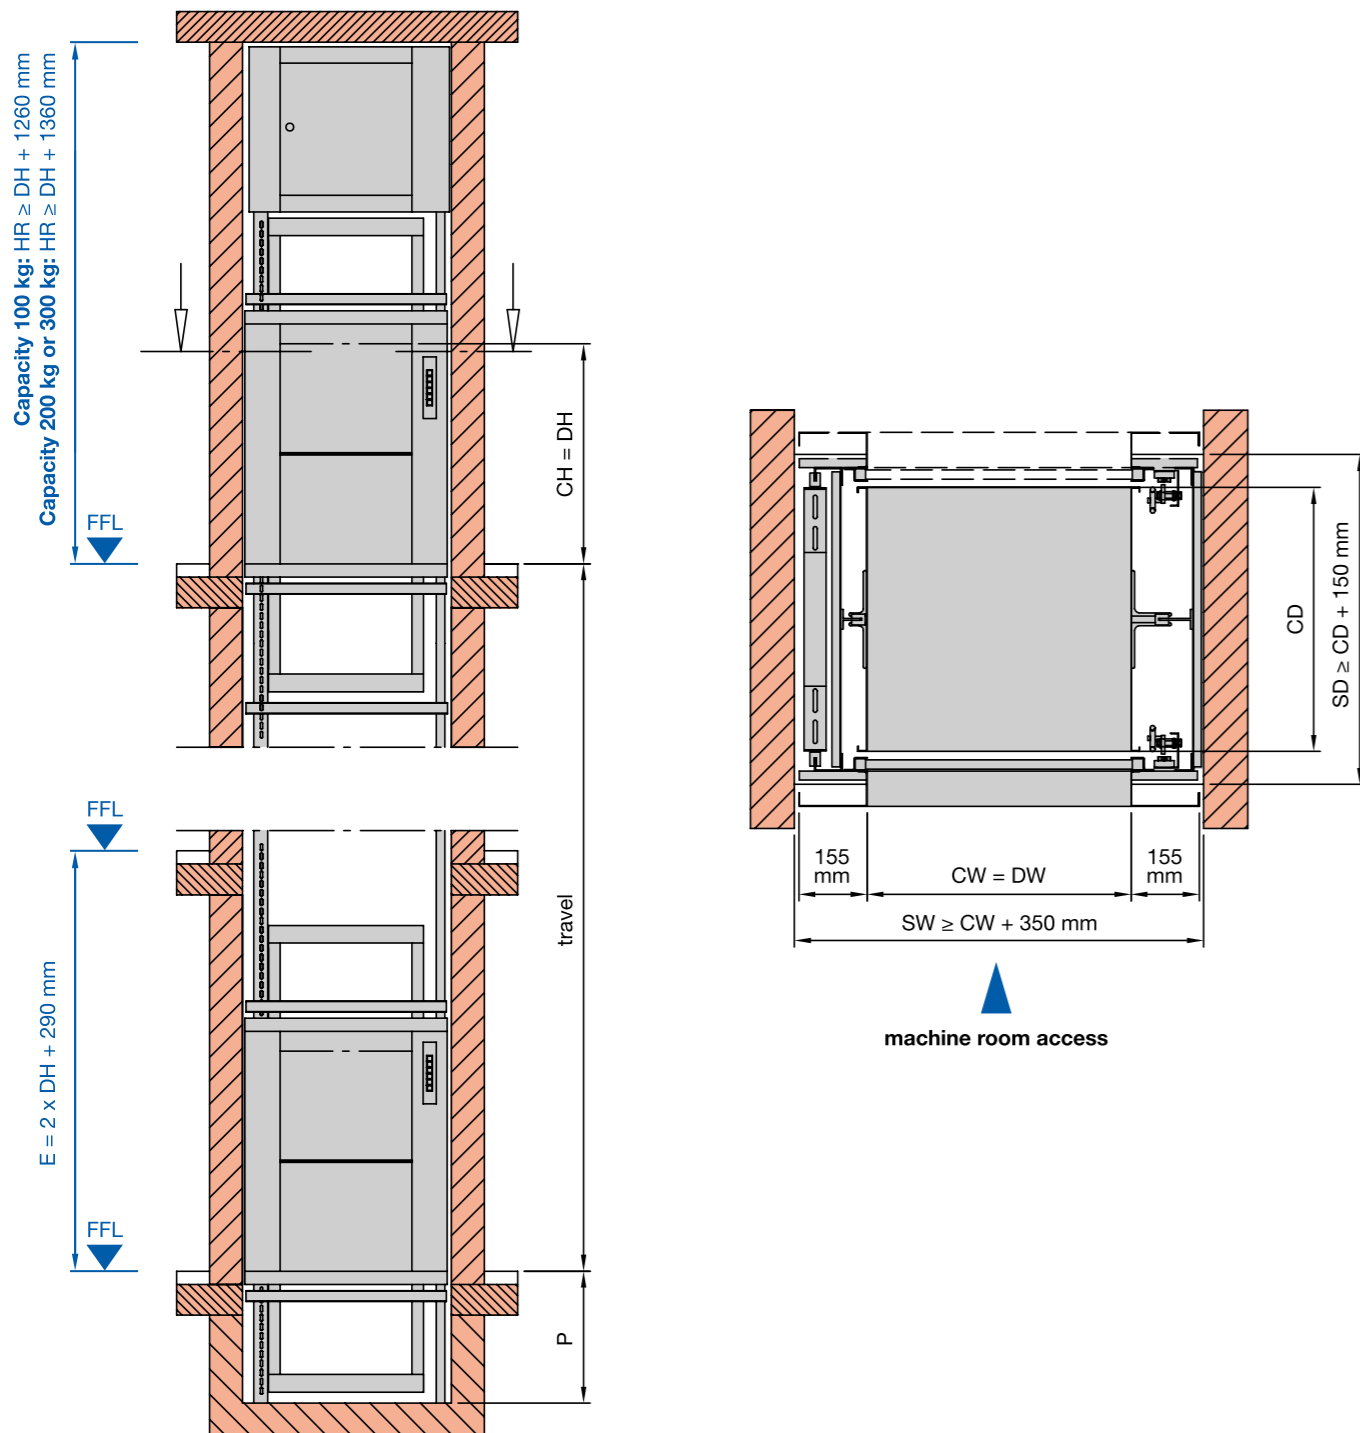 Capacity 100 kg: HR ≥ DH + 1260 mm
Capacity 200 kg or 300 kg: HR ≥ DH + 1360 mm
FFL
CH = DH
FFL
travel
E = 2 x DH + 290 mm
FFL
P
CD
SD ≥ CD + 150 mm
155 mm
CW = DW
155 mm
SW ≥ CW + 350 mm
machine room access